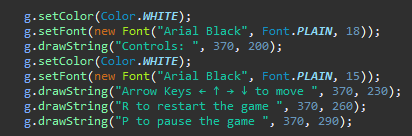 g.setColor(Color.WHITE);
g.setFont(new Font("Arial Black", Font.PLAIN, 18));
g.drawString("Controls: ", 370, 200);
g.setColor(Color.WHITE);
g.setFont(new Font("Arial Black", Font.PLAIN, 15));
g.drawString("Arrow Keys ← ↑ → ↓ to move ", 370, 230);
g.drawString("R to restart the game ", 370, 260);
g.drawString("P to pause the game ", 370, 290);